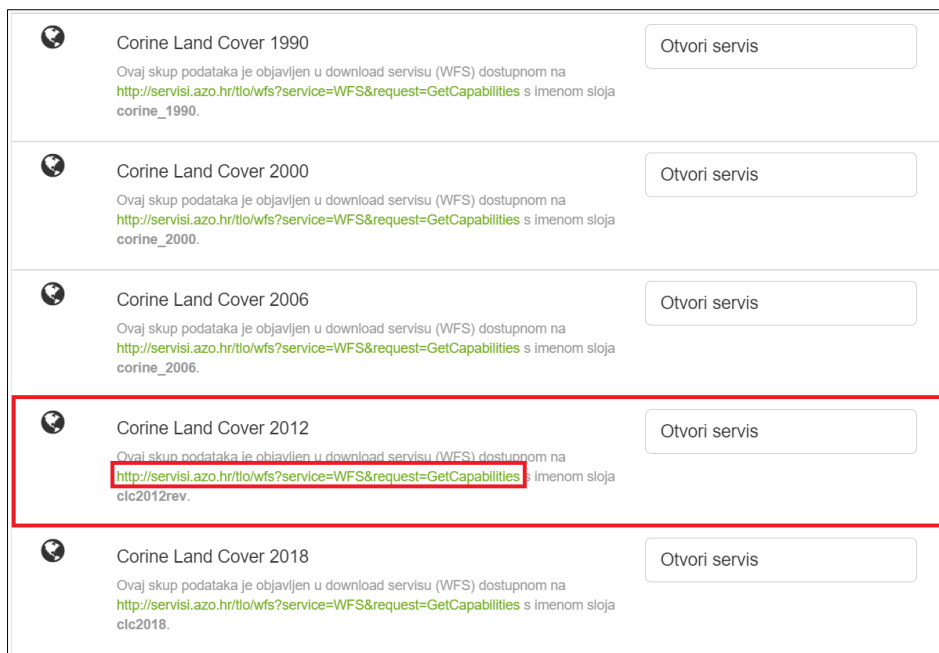 Corine Land Cover 1990
Otvori servis
Ovaj skup podataka je objavljen u download servisu (WFS) dostupnom na
http://servisi.azo.hr/tlo/wfs?service=WFS&request=GetCapabilities s imenom sloja
corine_1990.
Corine Land Cover 2000
Otvori servis
Ovaj skup podataka je objavljen u download servisu (WFS) dostupnom na
http://servisi.azo.hr/tlo/wfs?service=WFS&request=GetCapabilities s imenom sloja
corine_2000.
Corine Land Cover 2006
Otvori servis
Ovaj skup podataka je objavljen u download servisu (WFS) dostupnom na
http://servisi.azo.hr/tlo/wfs?service=WFS&request=GetCapabilities s imenom sloja
corine_2006.
Corine Land Cover 2012
Otvori servis
Ovaj skup podataka je objavljen u download servisu (WFS) dostupnom na
http://servisi.azo.hr/tlo/wfs?service=WFS&request=GetCapabilities s imenom sloja
clc2012rev.
Corine Land Cover 2018
Otvori servis
Ovaj skup podataka je objavljen u download servisu (WFS) dostupnom na
http://servisi.azo.hr/tlo/wfs?service=WFS&request=GetCapabilities s imenom sloja
clc2018.